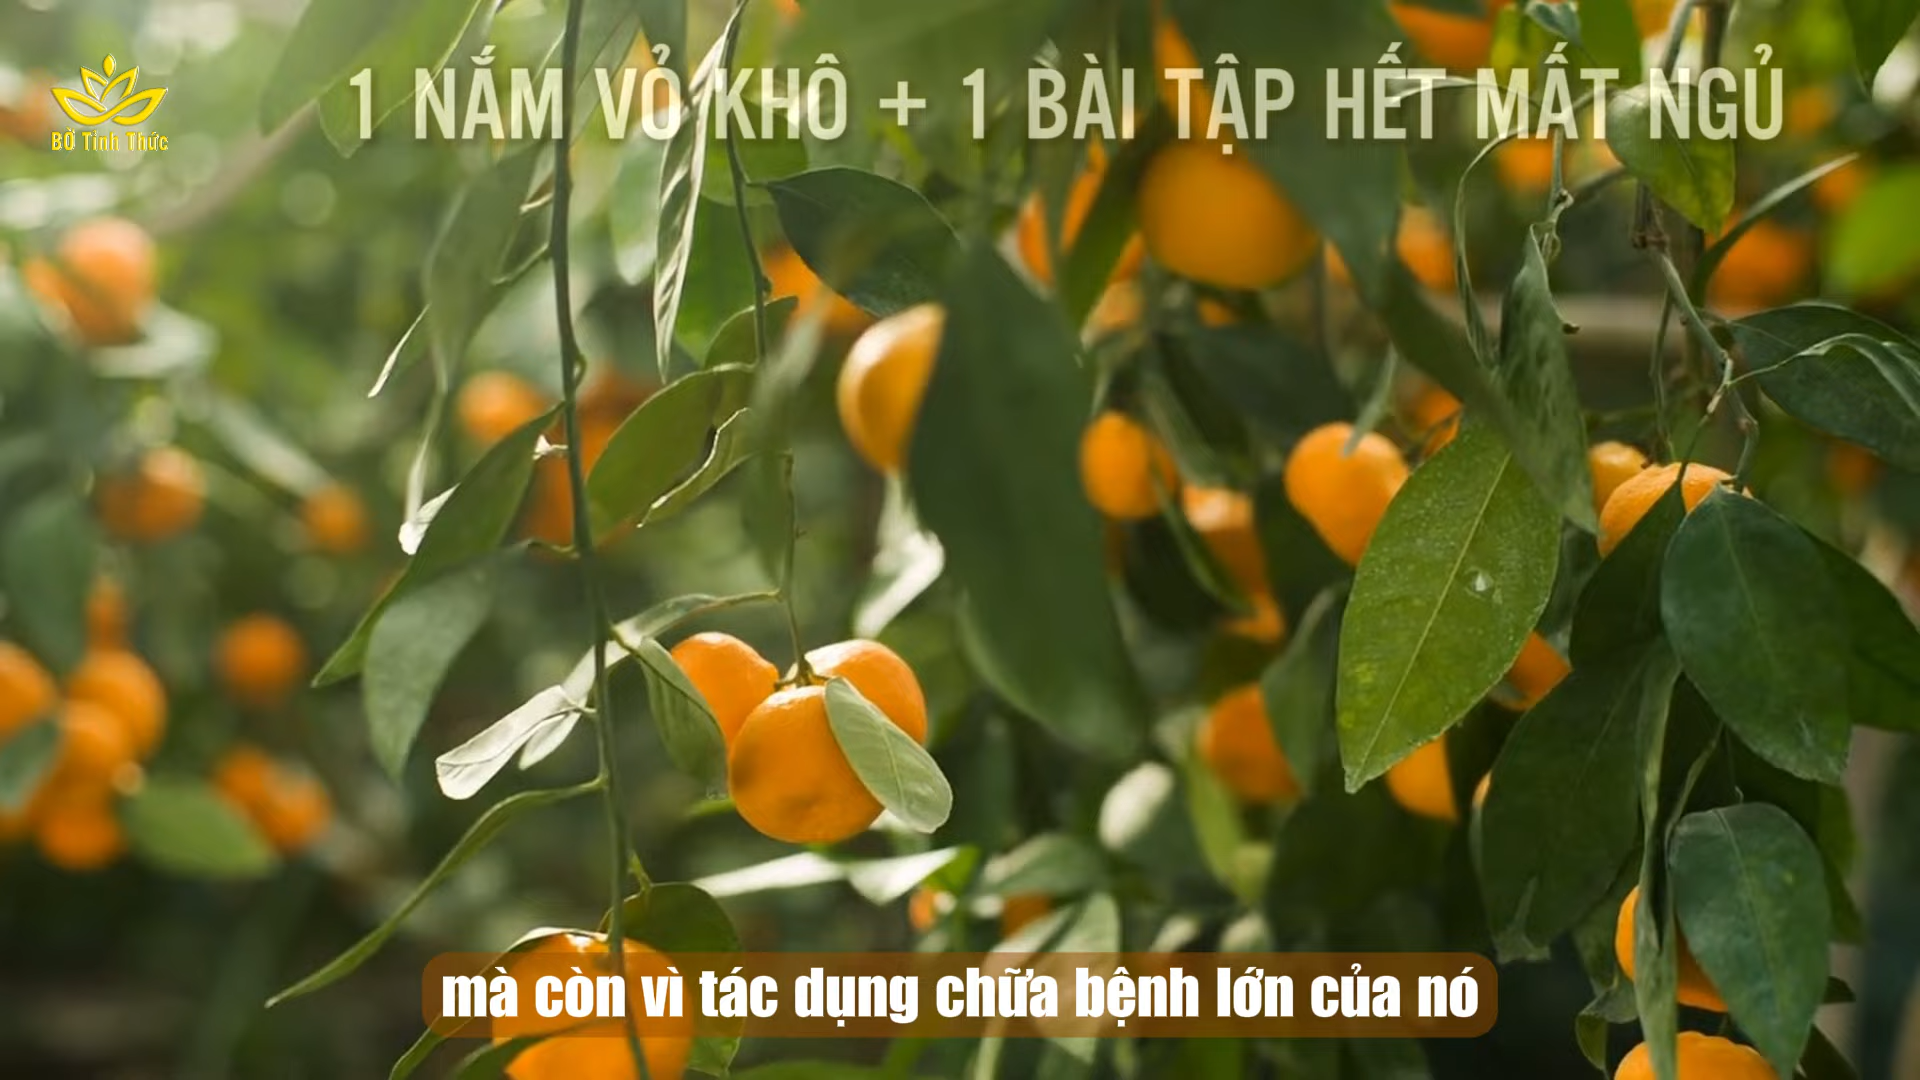 1 NẮM VỎ KHÔ + 1 BÀI TẬP HẾT MẤT NGỦ
BỜ Tỉnh Thức
mà còn vì tác dụng chữa bệnh lớn của nó